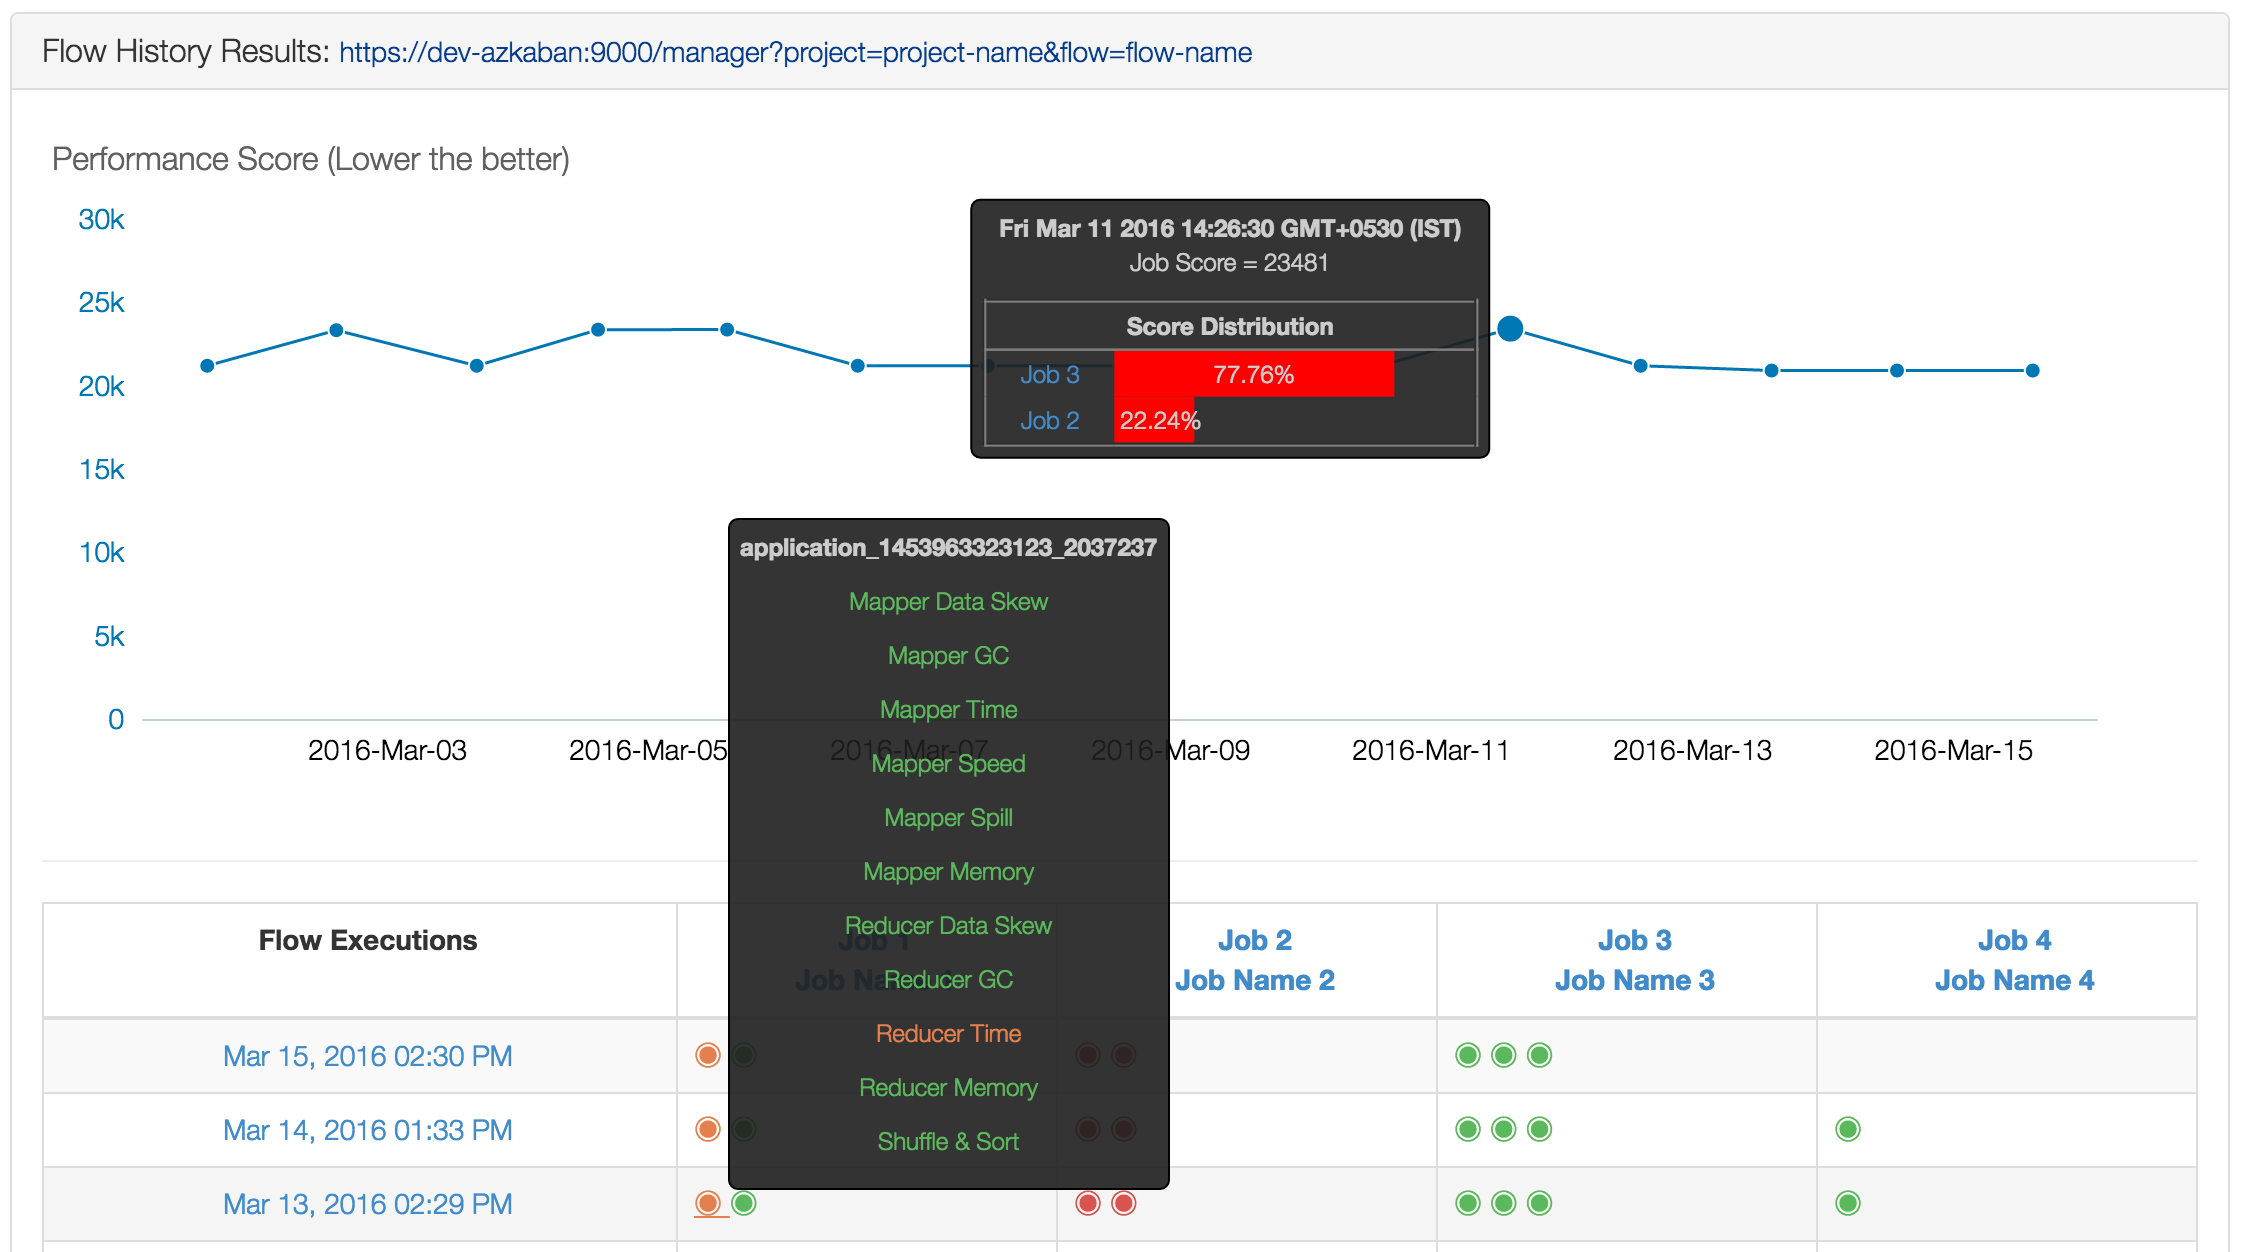 Flow History Results: https://dev-azkaban:9000/manager?project=project-name&flow=flow-name
Performance Score (Lower the better)
30k
25k
20k
15k
10k
5k
0
Fri Mar 11 2016 14:26:30 GMT+0530 (IST)
Job Score = 23481
Score Distribution
Job 3 77.76%
Job 2 22.24%
2016-Mar-03 2016-Mar-05 2016-Mar-07 2016-Mar-09 2016-Mar-11 2016-Mar-13 2016-Mar-15
application_1453963323123_2037237
Mapper Data Skew
Mapper GC
Mapper Time
Mapper Speed
Mapper Spill
Mapper Memory
Reducer Data Skew
Reducer GC
Reducer Time
Reducer Memory
Shuffle & Sort
Flow Executions Job 1 Job 2 Job 3 Job 4
Job Name 2 Job Name 3 Job Name 4
Mar 15, 2016 02:30 PM
Mar 14, 2016 01:33 PM
Mar 13, 2016 02:29 PM